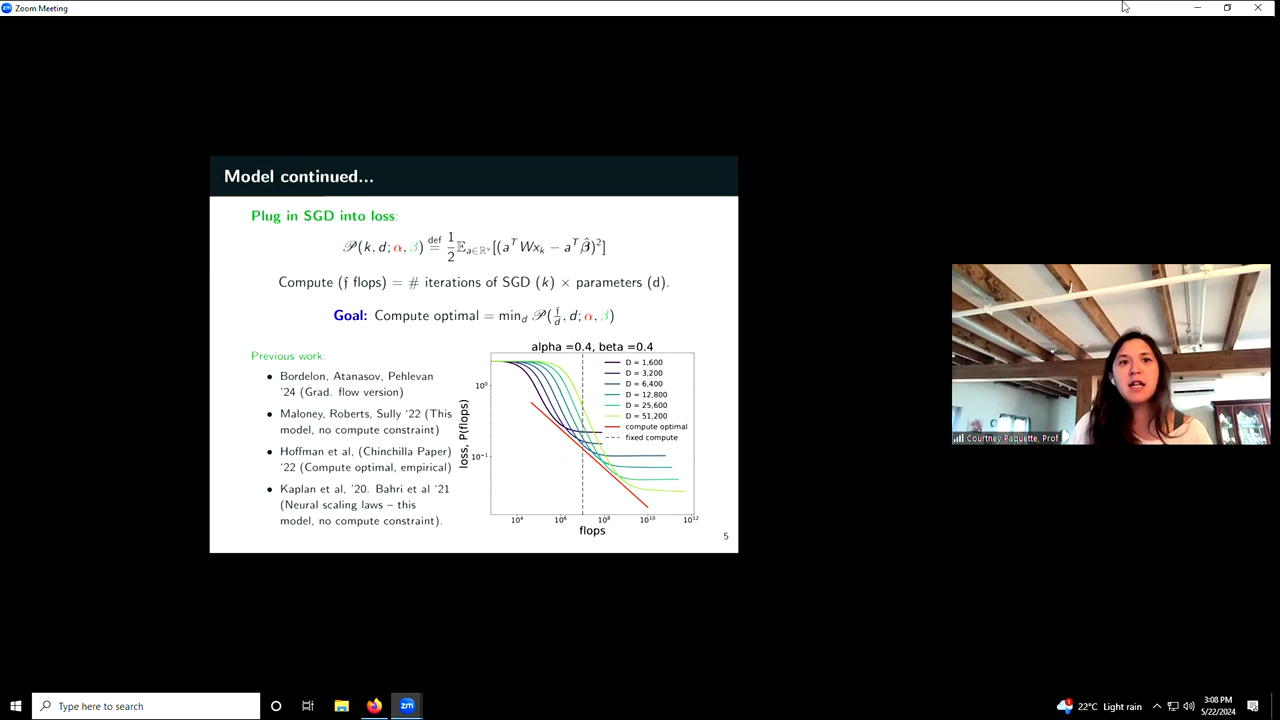 Zoom Meeting
Model continued...
Plug in SGD into loss:
𝒫(k, d; α, β) def= 1/2 𝔼_{a∈ℝ^v}[(a^T W x_k − a^T β̂)²]
Compute (𝔣 flops) = # iterations of SGD (k) × parameters (d).
Goal: Compute optimal = min_d 𝒫(𝔣/d, d; α, β)
Previous work:
• Bordelon, Atanasov, Pehlevan
'24 (Grad. flow version)
• Maloney, Roberts, Sully '22 (This
model, no compute constraint)
• Hoffman et al, (Chinchilla Paper)
'22 (Compute optimal, empirical)
• Kaplan et al, '20. Bahri et al '21
(Neural scaling laws – this
model, no compute constraint).
alpha =0.4, beta =0.4
D = 1,600
D = 3,200
D = 6,400
D = 12,800
D = 25,600
D = 51,200
compute optimal
fixed compute
loss, P(flops)
10⁰
10⁻¹
10⁴ 10⁶ 10⁸ 10¹⁰ 10¹²
flops
5
Courtney Paquette, Prof
Type here to search
zm
22°C Light rain
3:08 PM
5/22/2024